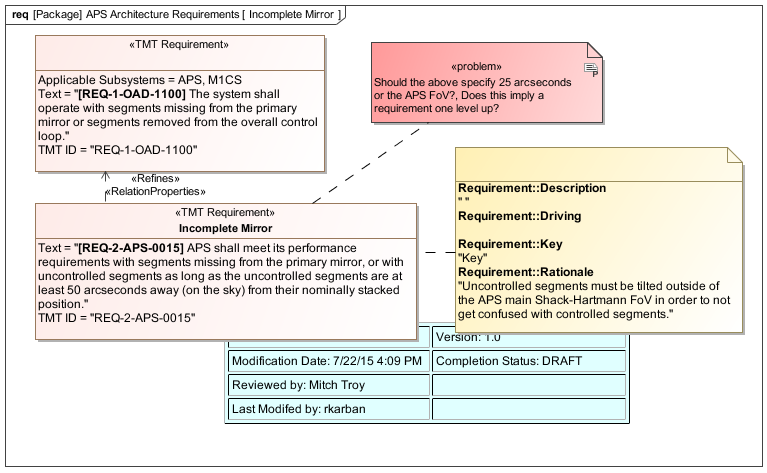 req [Package] APS Architecture Requirements [ Incomplete Mirror ]
«TMT Requirement»
Applicable Subsystems = APS, M1CS
Text = "[REQ-1-OAD-1100] The system shall
operate with segments missing from the primary
mirror or segments removed from the overall control
loop."
TMT ID = "REQ-1-OAD-1100"
«problem»
Should the above specify 25 arcseconds
or the APS FoV?, Does this imply a
requirement one level up?
«Refines»
«RelationProperties»
«TMT Requirement»
Incomplete Mirror
Text = "[REQ-2-APS-0015] APS shall meet its performance
requirements with segments missing from the primary mirror, or with
uncontrolled segments as long as the uncontrolled segments are at
least 50 arcseconds away (on the sky) from their nominally stacked
position."
TMT ID = "REQ-2-APS-0015"
Requirement::Description
" "
Requirement::Driving
Requirement::Key
"Key"
Requirement::Rationale
"Uncontrolled segments must be tilted outside of
the APS main Shack-Hartmann FoV in order to not
get confused with controlled segments."
Version: 1.0
Modification Date: 7/22/15 4:09 PM
Completion Status: DRAFT
Reviewed by: Mitch Troy
Last Modifed by: rkarban